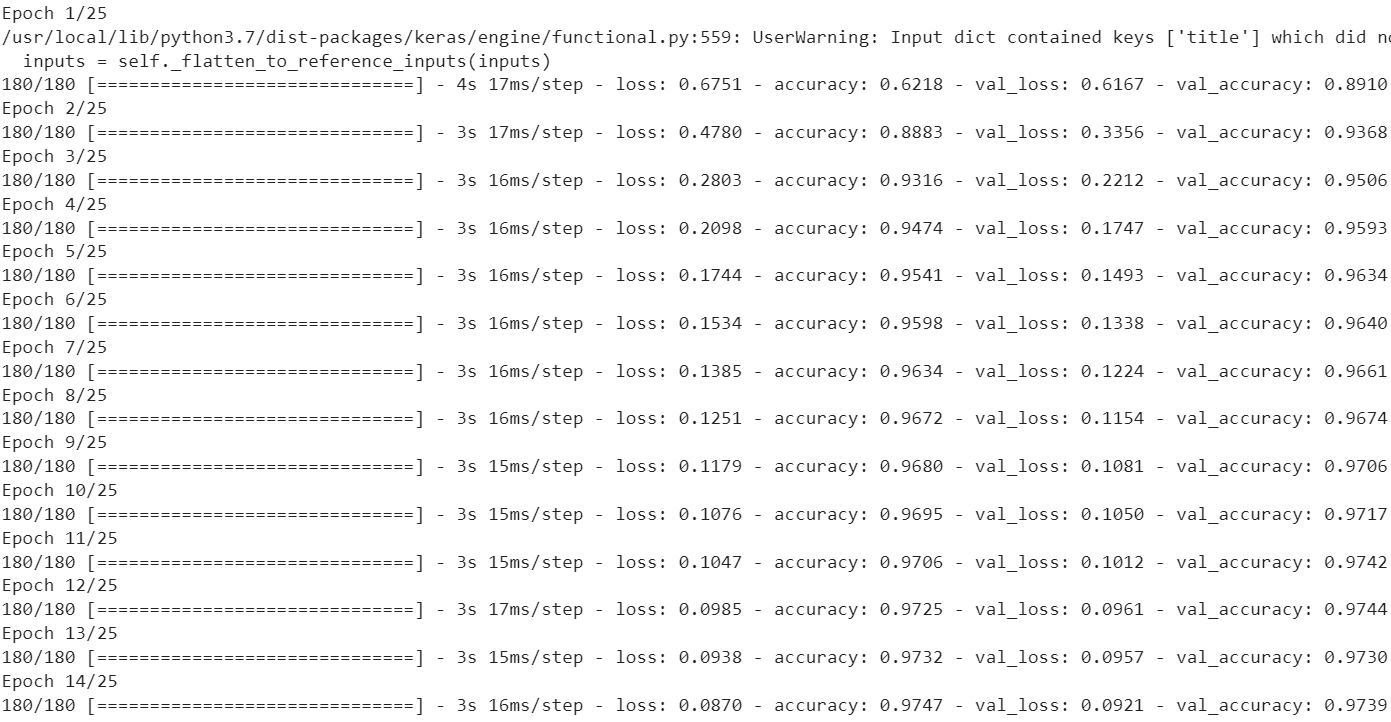 Epoch 1/25
/usr/local/lib/python3.7/dist-packages/keras/engine/functional.py:559: UserWarning: Input dict contained keys ['title'] which did
  inputs = self._flatten_to_reference_inputs(inputs)
180/180 [==============================] - 4s 17ms/step - loss: 0.6751 - accuracy: 0.6218 - val_loss: 0.6167 - val_accuracy: 0.8910
Epoch 2/25
180/180 [==============================] - 3s 17ms/step - loss: 0.4780 - accuracy: 0.8883 - val_loss: 0.3356 - val_accuracy: 0.9368
Epoch 3/25
180/180 [==============================] - 3s 16ms/step - loss: 0.2803 - accuracy: 0.9316 - val_loss: 0.2212 - val_accuracy: 0.9506
Epoch 4/25
180/180 [==============================] - 3s 16ms/step - loss: 0.2098 - accuracy: 0.9474 - val_loss: 0.1747 - val_accuracy: 0.9593
Epoch 5/25
180/180 [==============================] - 3s 16ms/step - loss: 0.1744 - accuracy: 0.9541 - val_loss: 0.1493 - val_accuracy: 0.9634
Epoch 6/25
180/180 [==============================] - 3s 16ms/step - loss: 0.1534 - accuracy: 0.9598 - val_loss: 0.1338 - val_accuracy: 0.9640
Epoch 7/25
180/180 [==============================] - 3s 16ms/step - loss: 0.1385 - accuracy: 0.9634 - val_loss: 0.1224 - val_accuracy: 0.9661
Epoch 8/25
180/180 [==============================] - 3s 16ms/step - loss: 0.1251 - accuracy: 0.9672 - val_loss: 0.1154 - val_accuracy: 0.9674
Epoch 9/25
180/180 [==============================] - 3s 15ms/step - loss: 0.1179 - accuracy: 0.9680 - val_loss: 0.1081 - val_accuracy: 0.9706
Epoch 10/25
180/180 [==============================] - 3s 15ms/step - loss: 0.1076 - accuracy: 0.9695 - val_loss: 0.1050 - val_accuracy: 0.9717
Epoch 11/25
180/180 [==============================] - 3s 15ms/step - loss: 0.1047 - accuracy: 0.9706 - val_loss: 0.1012 - val_accuracy: 0.9742
Epoch 12/25
180/180 [==============================] - 3s 17ms/step - loss: 0.0985 - accuracy: 0.9725 - val_loss: 0.0961 - val_accuracy: 0.9744
Epoch 13/25
180/180 [==============================] - 3s 15ms/step - loss: 0.0938 - accuracy: 0.9732 - val_loss: 0.0957 - val_accuracy: 0.9730
Epoch 14/25
180/180 [==============================] - 3s 16ms/step - loss: 0.0870 - accuracy: 0.9747 - val_loss: 0.0921 - val_accuracy: 0.9739